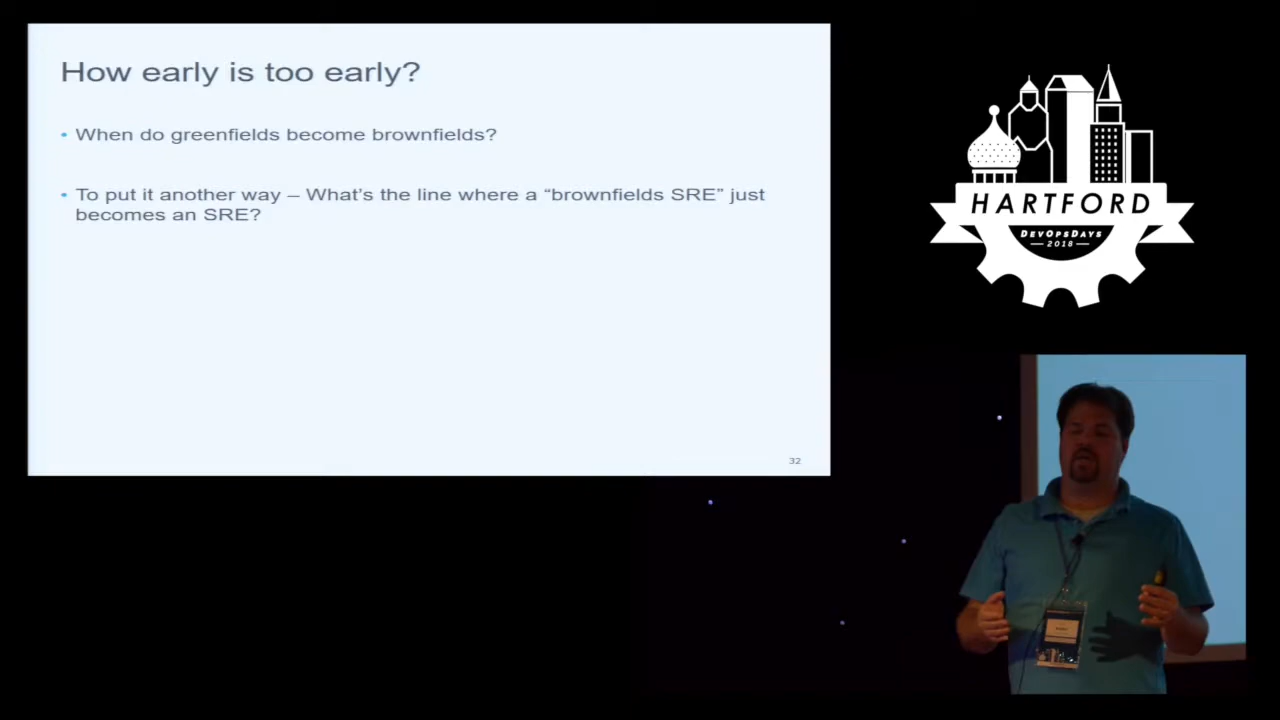 How early is too early?
• When do greenfields become brownfields?
• To put it another way – What's the line where a “brownfields SRE” just
becomes an SRE?
32
HARTFORD
DEVOPSDAYS
2018